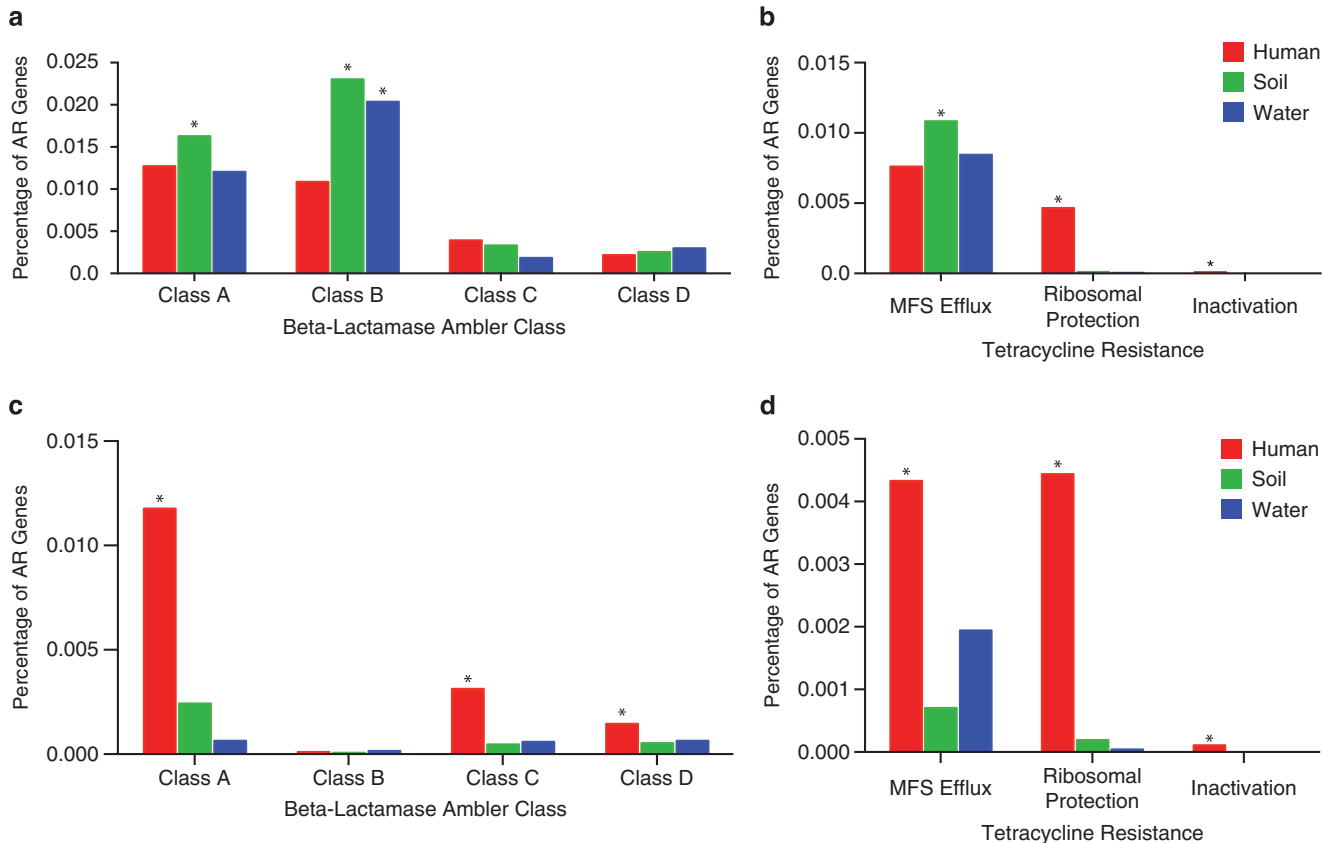 a
Percentage of AR Genes
0.025
0.020
0.015
0.010
0.005
0.0
*
*
*
Class A
Class B
Class C
Class D
Beta-Lactamase Ambler Class
b
Percentage of AR Genes
0.015
0.010
0.005
0.0
*
*
*
MFS Efflux
Ribosomal
Protection
Inactivation
Tetracycline Resistance
Human
Soil
Water
c
Percentage of AR Genes
0.015
0.010
0.005
0.000
*
*
*
Class A
Class B
Class C
Class D
Beta-Lactamase Ambler Class
d
Percentage of AR Genes
0.005
0.004
0.003
0.002
0.001
0.000
*
*
*
MFS Efflux
Ribosomal
Protection
Inactivation
Tetracycline Resistance
Human
Soil
Water